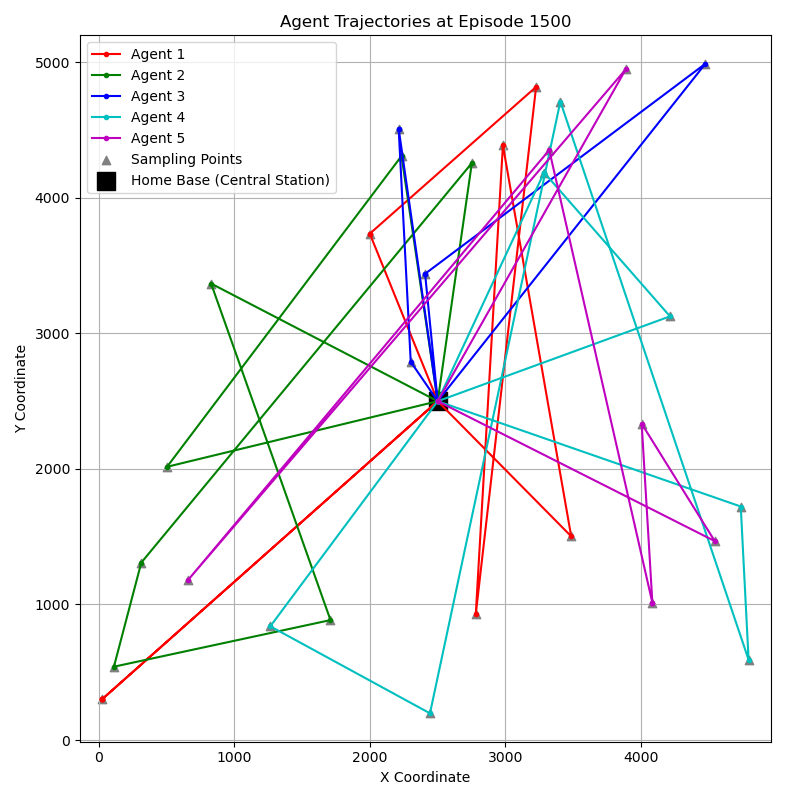 Agent Trajectories at Episode 1500
Agent 1
Agent 2
Agent 3
Agent 4
Agent 5
Sampling Points
Home Base (Central Station)
Y Coordinate
5000
4000
3000
2000
1000
0
0 1000 2000 3000 4000
X Coordinate